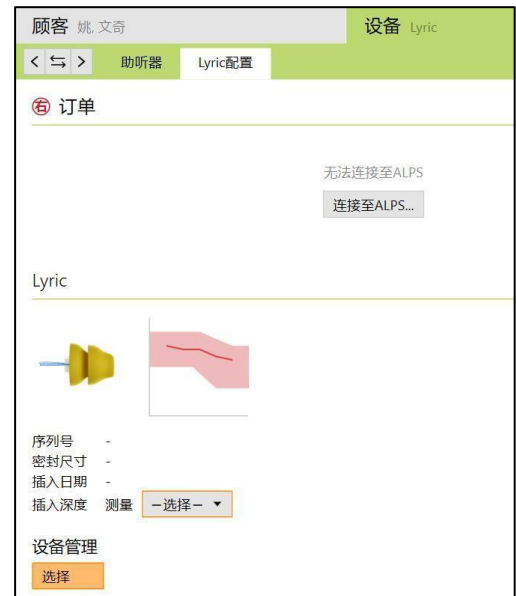 顾客 姚, 文奇
设备 Lyric
助听器 Lyric配置
右 订单
无法连接至ALPS
连接至ALPS...
Lyric
序列号 -
密封尺寸 -
插入日期 -
插入深度 测量 －选择－
设备管理
选择